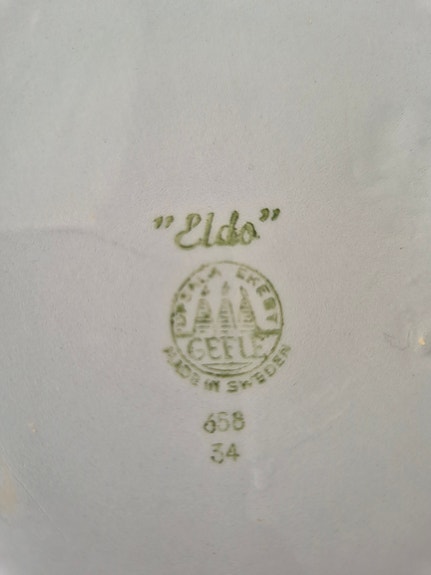 "Eldo"
UPSALA EKEBY
GEFLE
MADE IN SWEDEN
658
34